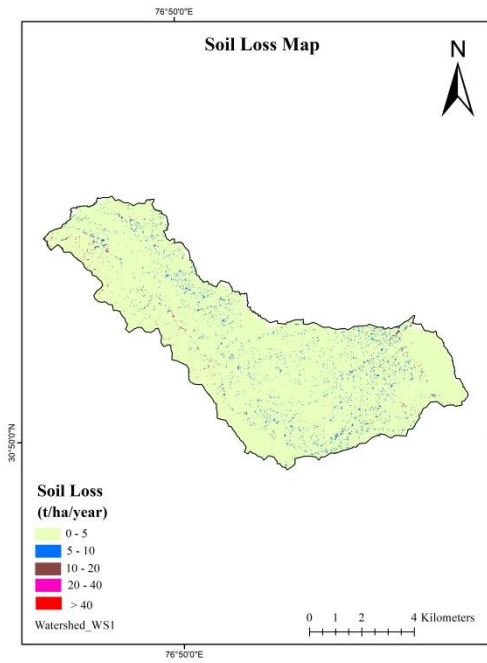 76°50'0"E
Soil Loss Map
N
30°50'0"N
Soil Loss
(t/ha/year)
0 - 5
5 - 10
10 - 20
20 - 40
> 40
Watershed_WS1
0 1 2 4 Kilometers
76°50'0"E